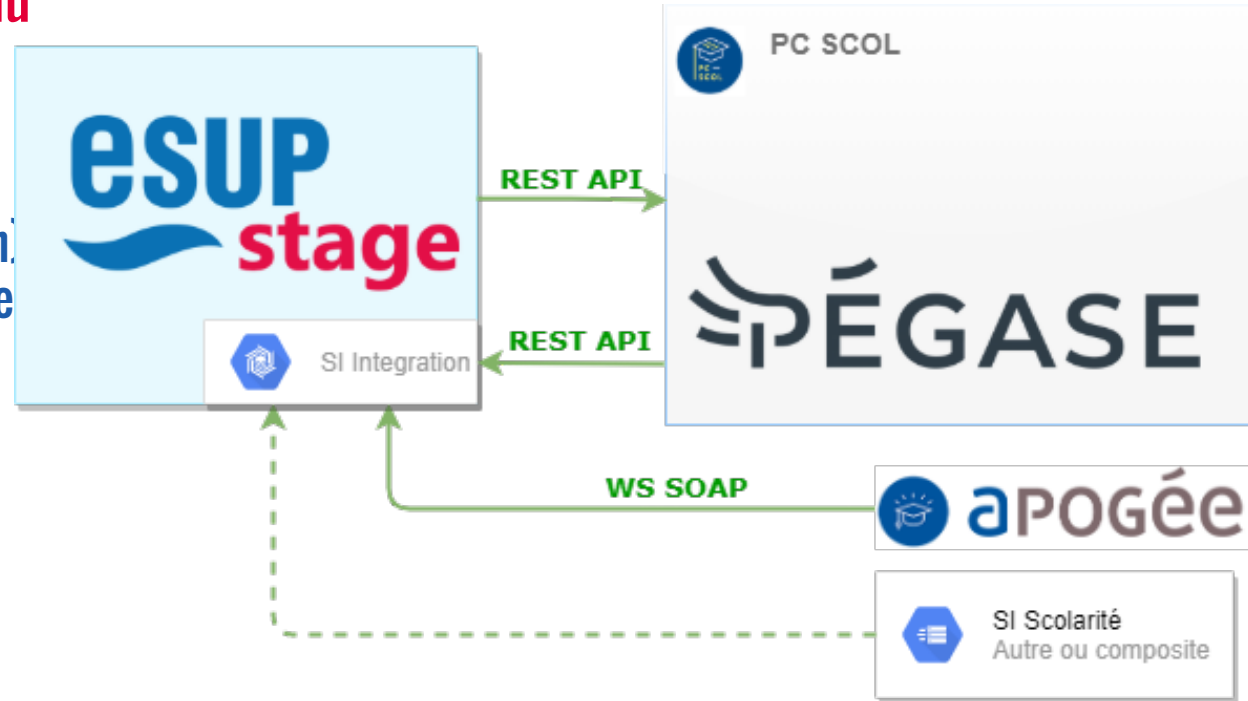 PC SCOL
PC - SCOL
esup
stage
REST API
PÉGASE
REST API
SI Integration
WS SOAP
aPOGée
SI Scolarité
Autre ou composite